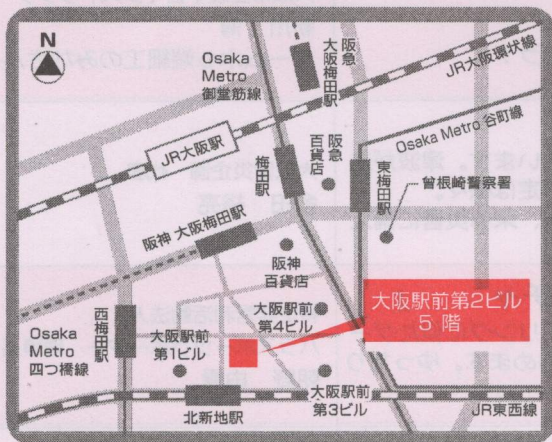 N
Osaka
Metro
御堂筋線
阪急
大阪梅田駅
JR大阪環状線
JR大阪駅
梅田駅
阪急
百貨店
Osaka Metro 谷町線
東梅田駅
曽根崎警察署
阪神 大阪梅田駅
阪神
百貨店
大阪駅前第2ビル
5 階
西梅田駅
大阪駅前
第4ビル
Osaka
Metro
四つ橋線
大阪駅前
第1ビル
大阪駅前
第3ビル
北新地駅
JR東西線